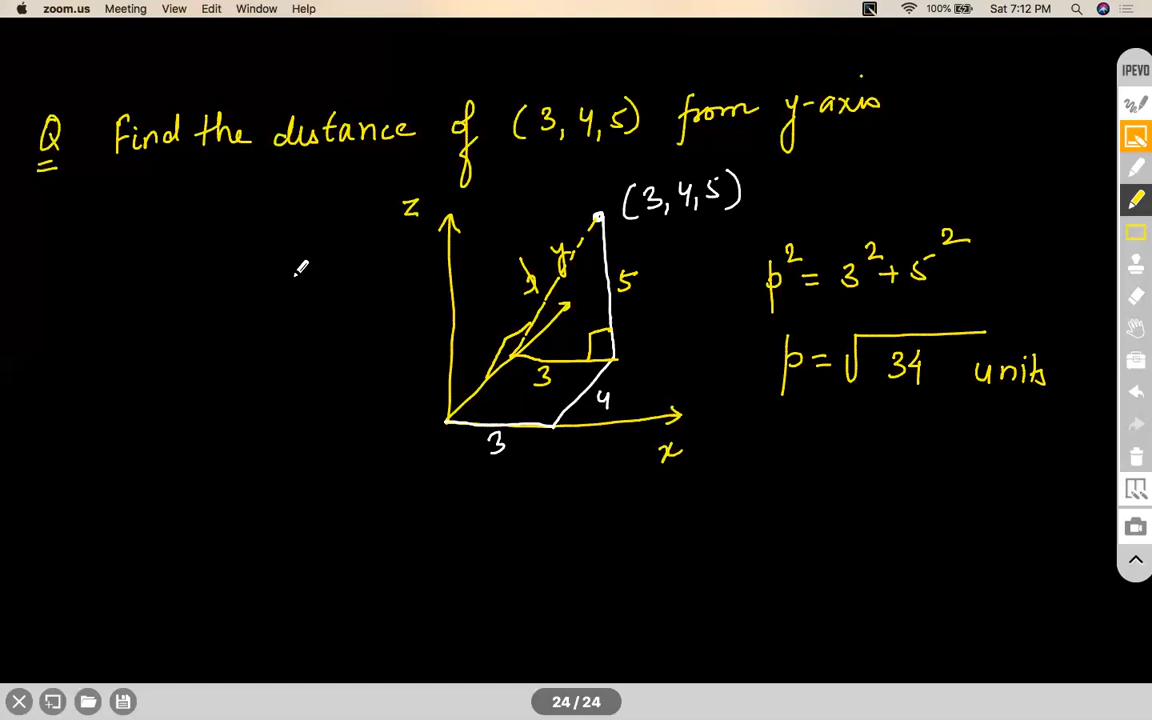 zoom.us Meeting View Edit Window Help 100% Sat 7:12 PM
IPEVO
Q Find the distance of (3, 4, 5) from y-axis
z
(3, 4, 5)
y
5
p² = 3² + 5²
3
p = √34 units
4
3
x
24 / 24